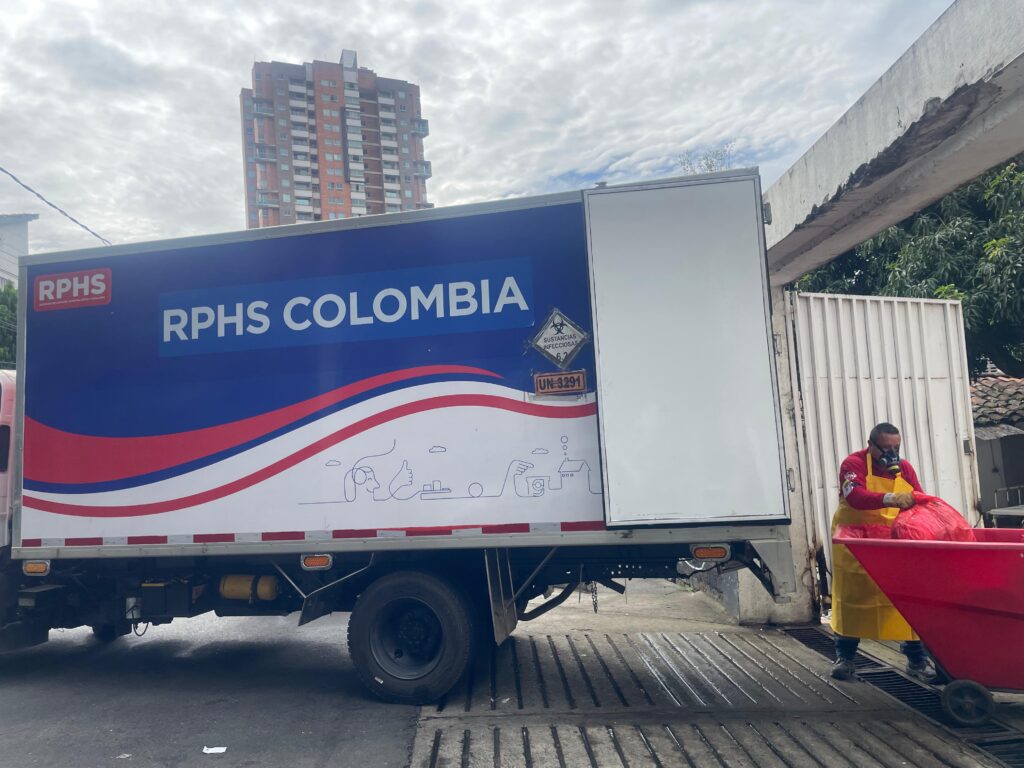 RPHS
RPHS COLOMBIA
SUSTANCIAS
INFECCIOSAS
6.2
UN 3291